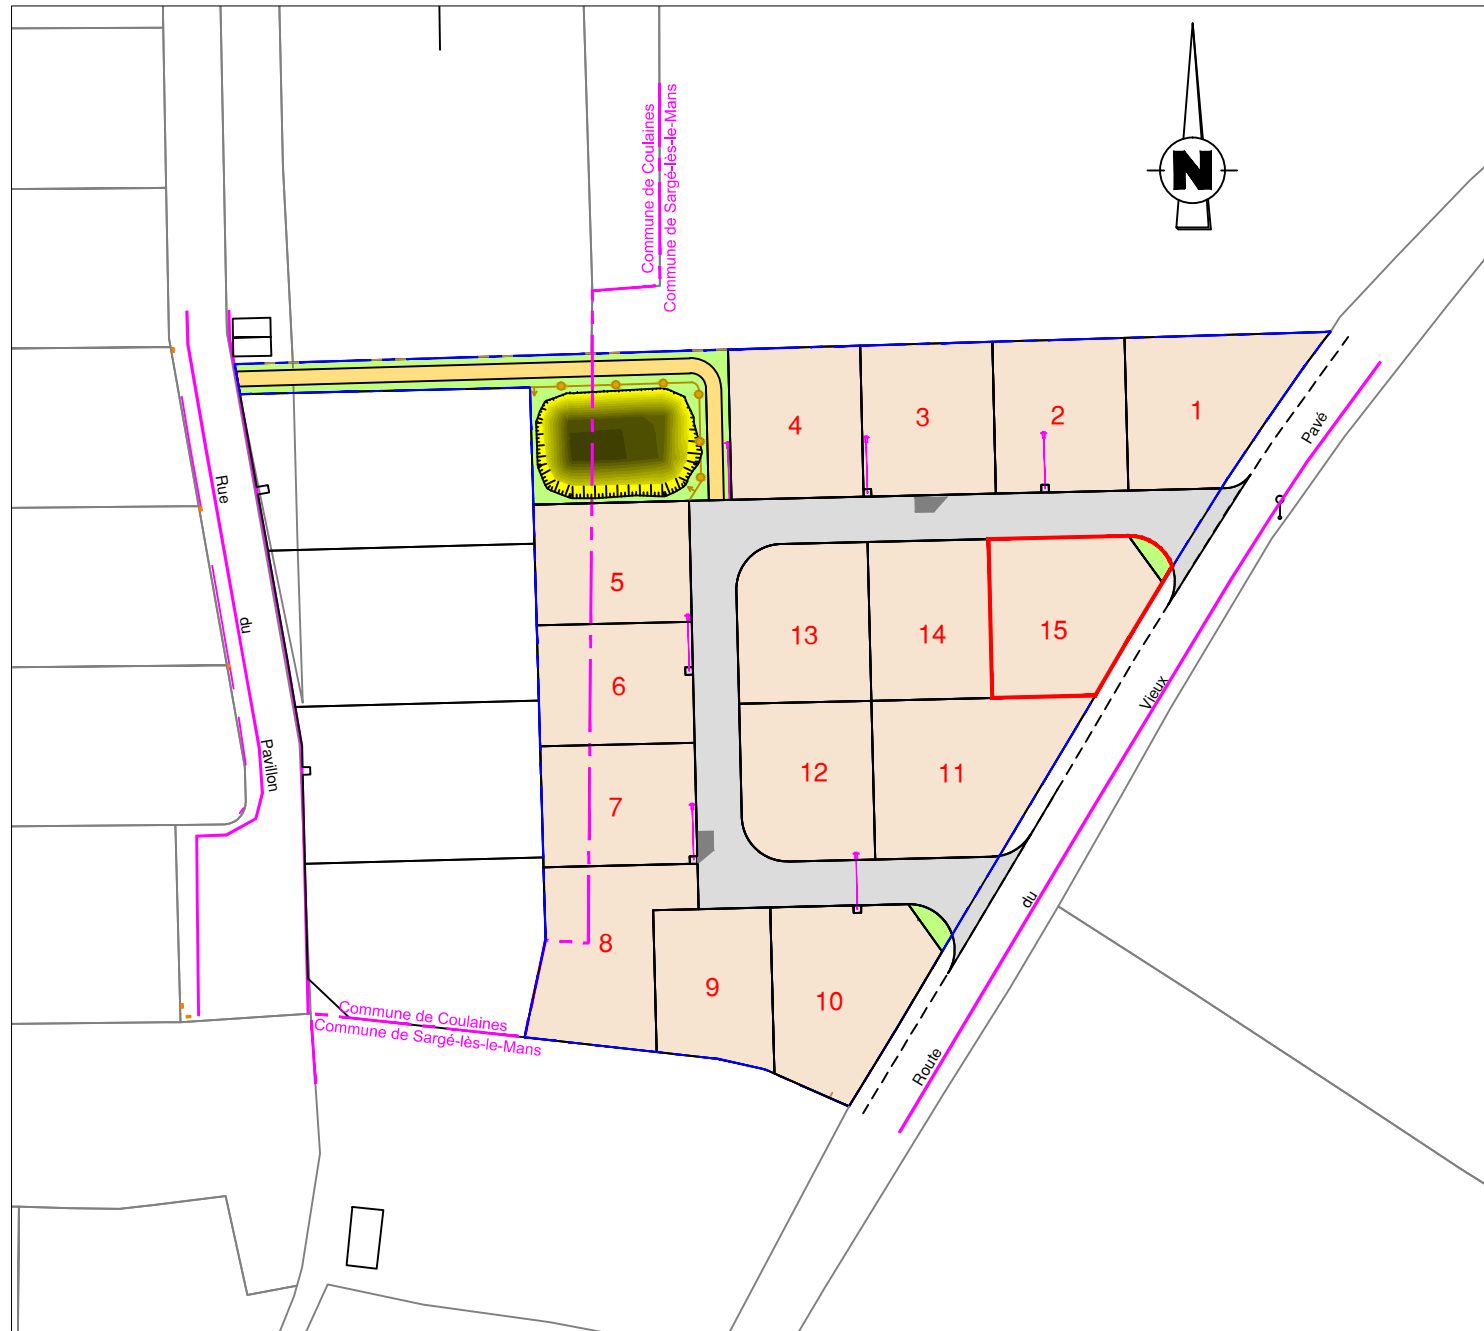 Commune de Coulaines
Commune de Sargé-lès-le-Mans
N
1
2
3
4
Pavé
Rue
5
13
14
15
du
6
Vieux
Pavillon
7
12
11
du
8
9
10
Commune de Coulaines
Commune de Sargé-lès-le-Mans
Route